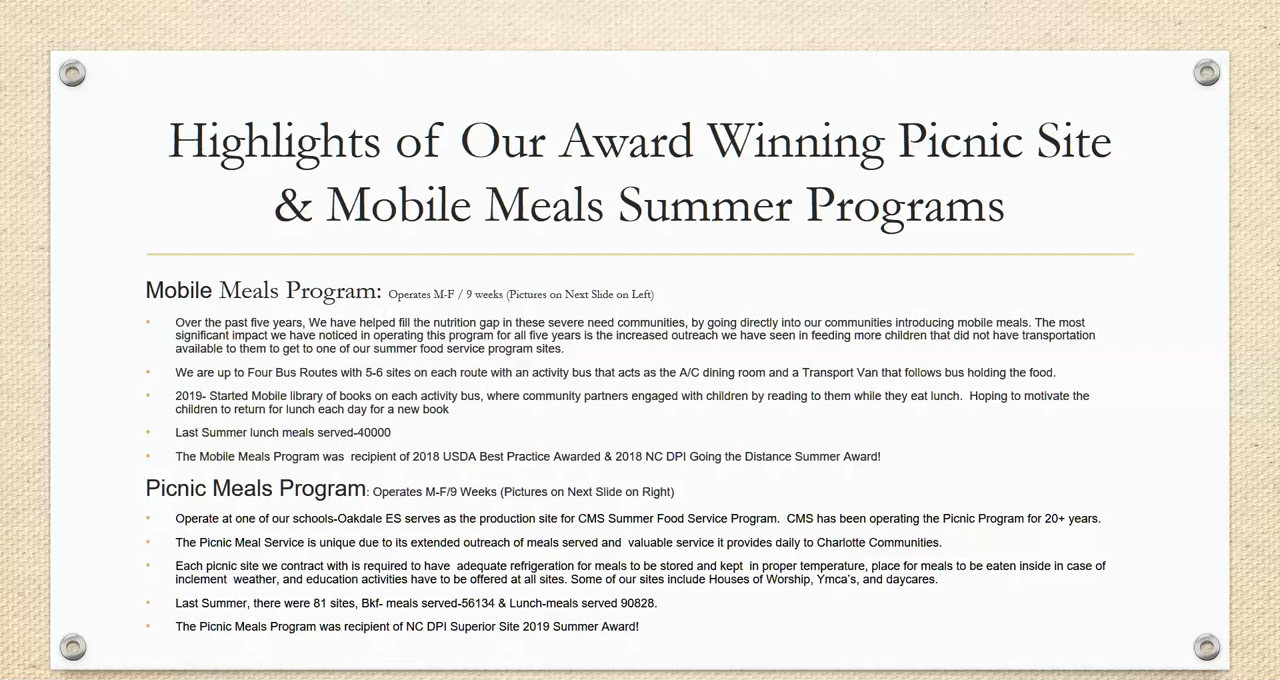 Highlights of Our Award Winning Picnic Site
& Mobile Meals Summer Programs
Mobile Meals Program: Operates M-F / 9 weeks (Pictures on Next Slide on Left)
• Over the past five years, We have helped fill the nutrition gap in these severe need communities, by going directly into our communities introducing mobile meals. The most
significant impact we have noticed in operating this program for all five years is the increased outreach we have seen in feeding more children that did not have transportation
available to them to get to one of our summer food service program sites.
• We are up to Four Bus Routes with 5-6 sites on each route with an activity bus that acts as the A/C dining room and a Transport Van that follows bus holding the food.
• 2019- Started Mobile library of books on each activity bus, where community partners engaged with children by reading to them while they eat lunch. Hoping to motivate the
children to return for lunch each day for a new book
• Last Summer lunch meals served-40000
• The Mobile Meals Program was recipient of 2018 USDA Best Practice Awarded & 2018 NC DPI Going the Distance Summer Award!
Picnic Meals Program: Operates M-F/9 Weeks (Pictures on Next Slide on Right)
• Operate at one of our schools-Oakdale ES serves as the production site for CMS Summer Food Service Program. CMS has been operating the Picnic Program for 20+ years.
• The Picnic Meal Service is unique due to its extended outreach of meals served and valuable service it provides daily to Charlotte Communities.
• Each picnic site we contract with is required to have adequate refrigeration for meals to be stored and kept in proper temperature, place for meals to be eaten inside in case of
inclement weather, and education activities have to be offered at all sites. Some of our sites include Houses of Worship, Ymca's, and daycares.
• Last Summer, there were 81 sites, Bkf- meals served-56134 & Lunch-meals served 90828.
• The Picnic Meals Program was recipient of NC DPI Superior Site 2019 Summer Award!